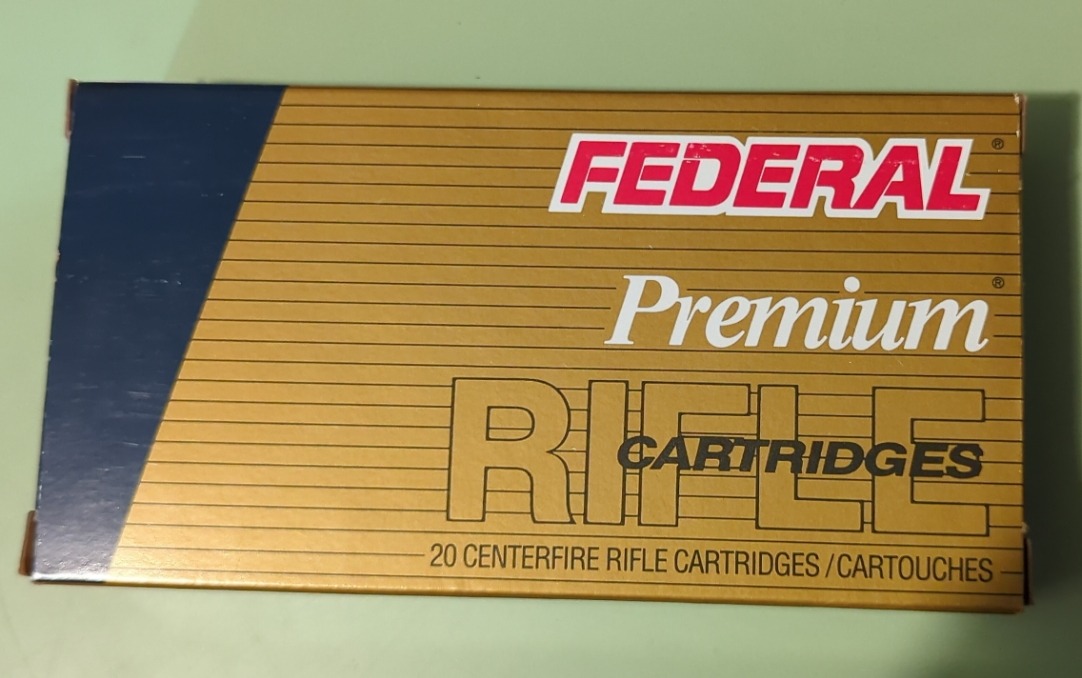 FEDERAL®
Premium®
RIFLE
CARTRIDGES
20 CENTERFIRE RIFLE CARTRIDGES / CARTOUCHES